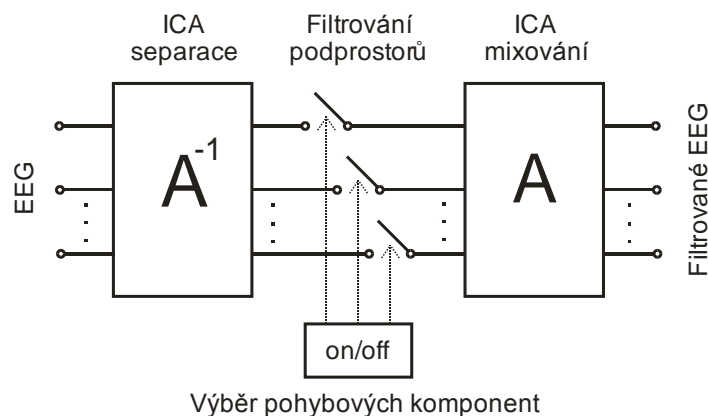 ICA
separace
Filtrování
podprostorů
ICA
mixování
EEG
A-1
A
Filtrované EEG
on/off
Výběr pohybových komponent